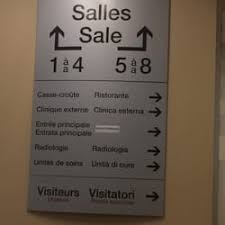 Salles
Sale
1 à 4 5 à 8
a a
Casse-croûte Ristorante
Clinique externe Clinica esterna
Entrée principale
Entrata principale
Radiologie Radiologia
Unités de soins Unità di cure
Visiteurs Visitatori